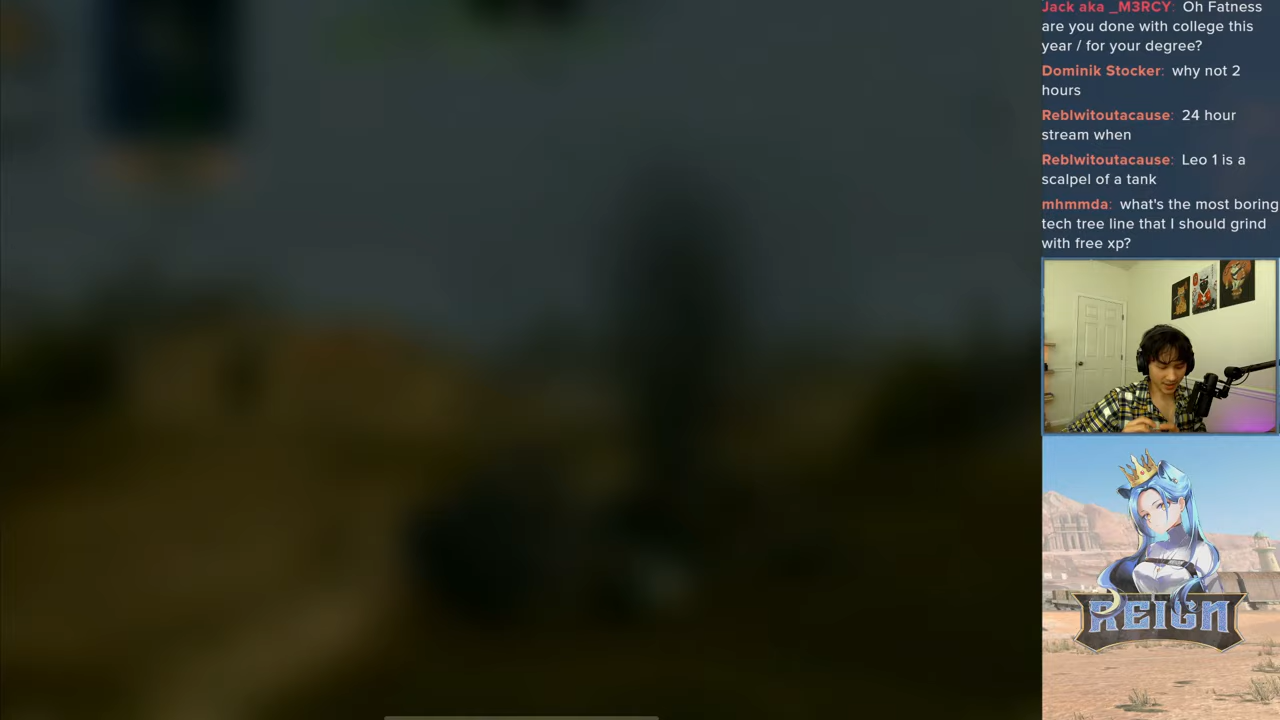 Jack aka _M3RCY: Oh Fatness
are you done with college this
year / for your degree?
Dominik Stocker: why not 2
hours
Reblwitoutacause: 24 hour
stream when
Reblwitoutacause: Leo 1 is a
scalpel of a tank
mhmmda: what's the most boring
tech tree line that I should grind
with free xp?
REIGN